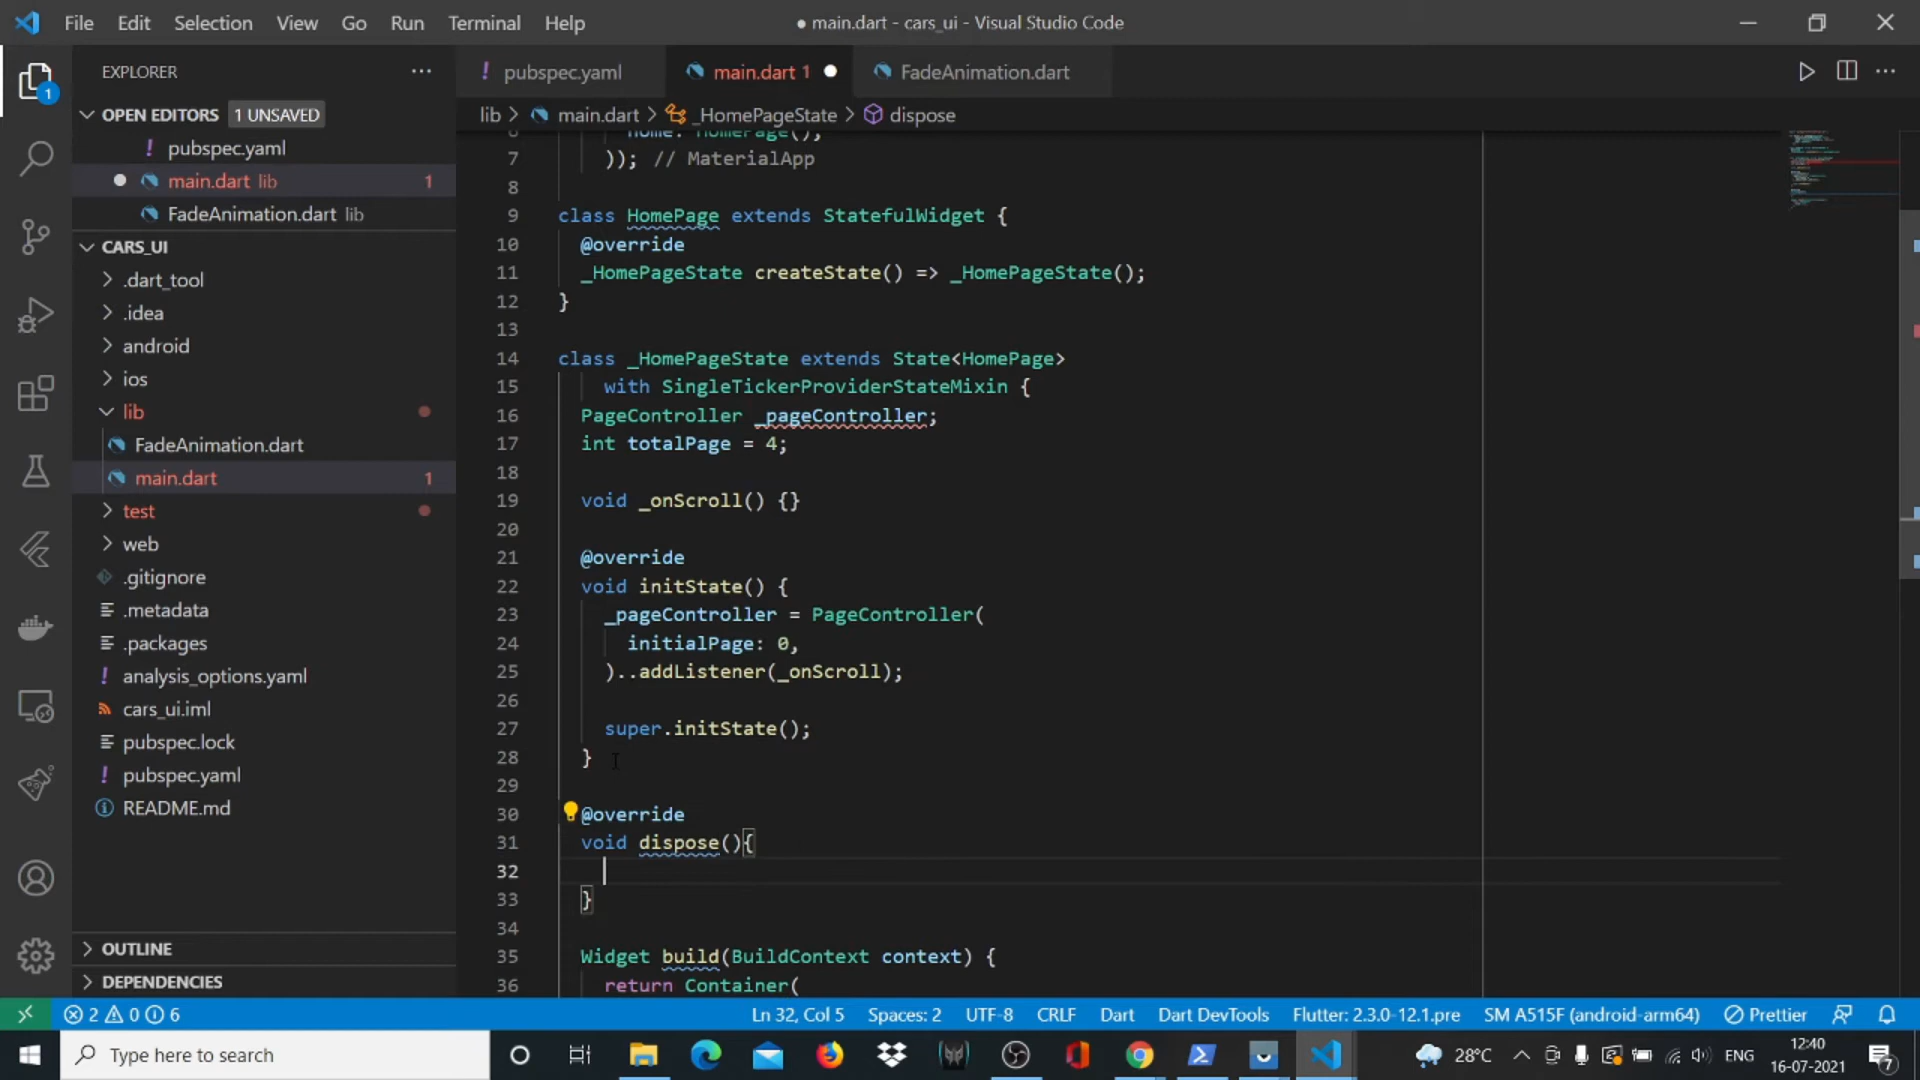 File Edit Selection View Go Run Terminal Help
● main.dart - cars_ui - Visual Studio Code
EXPLORER
pubspec.yaml
main.dart 1
FadeAnimation.dart
OPEN EDITORS 1 UNSAVED
lib > main.dart > _HomePageState > dispose
pubspec.yaml
main.dart lib 1
FadeAnimation.dart lib
CARS_UI
.dart_tool
.idea
android
ios
lib
FadeAnimation.dart
main.dart 1
test
web
.gitignore
.metadata
.packages
analysis_options.yaml
cars_ui.iml
pubspec.lock
pubspec.yaml
README.md
OUTLINE
DEPENDENCIES
1
6 home: HomePage(),
7 )); // MaterialApp
8
9 class HomePage extends StatefulWidget {
10 @override
11 _HomePageState createState() => _HomePageState();
12 }
13
14 class _HomePageState extends State<HomePage>
15 with SingleTickerProviderStateMixin {
16 PageController _pageController;
17 int totalPage = 4;
18
19 void _onScroll() {}
20
21 @override
22 void initState() {
23 _pageController = PageController(
24 initialPage: 0,
25 )..addListener(_onScroll);
26
27 super.initState();
28 }
29
30 @override
31 void dispose(){
32
33 }
34
35 Widget build(BuildContext context) {
36 return Container(
2 0 6
Ln 32, Col 5 Spaces: 2 UTF-8 CRLF Dart Dart DevTools Flutter: 2.3.0-12.1.pre SM A515F (android-arm64) Prettier
Type here to search
28°C ENG
12:40
16-07-2021
7